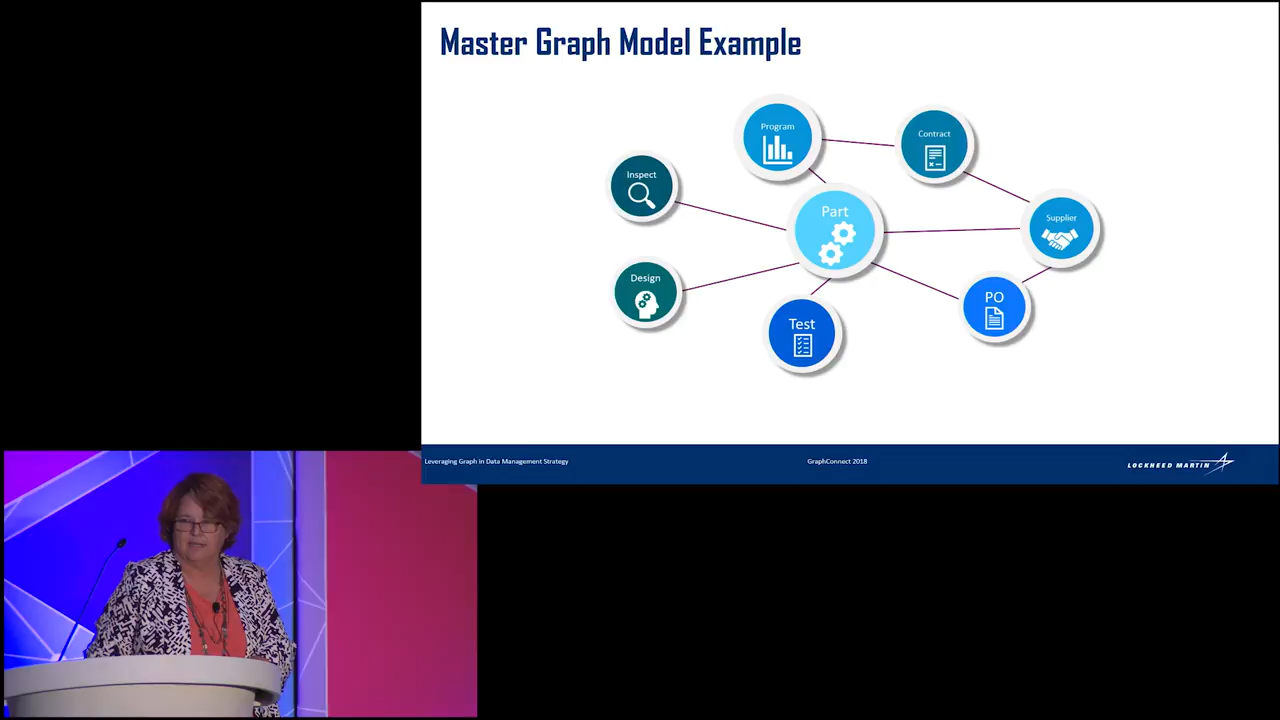 Master Graph Model Example
Program
Contract
Inspect
Part
Supplier
Design
PO
Test
Leveraging Graph in Data Management Strategy
GraphConnect 2018
LOCKHEED MARTIN